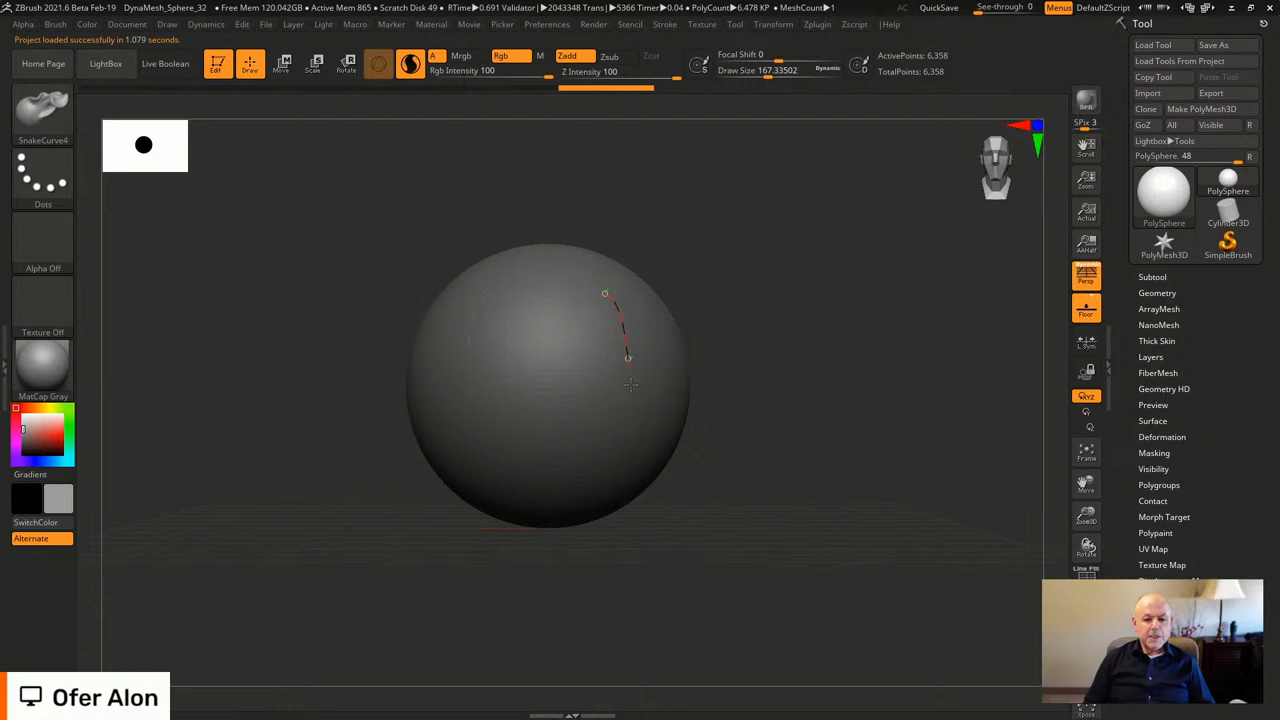 ZBrush 2021.6 Beta Feb-19
DynaMesh_Sphere_32
• Free Mem 120.042GB • Active Mem 865 • Scratch Disk 49 • RTime▸0.691 Validator▸2043348 Trans|▸5366 Timer▸0.04 • PolyCount▸6.478 KP • MeshCount▸1
AC
QuickSave
See-through 0
Menus
DefaultZScript
Alpha Brush Color Document Draw Dynamics Edit File Layer Light Macro Marker Material Movie Picker Preferences Render Stencil Stroke Texture Tool Transform Zplugin Zscript | Help
Project loaded successfully in 1.079 seconds.
Home Page
LightBox
Live Boolean
Edit
Draw
Move
Scale
Rotate
A
Mrgb
Rgb
M
Rgb Intensity 100
Zadd
Zsub
Zcut
Z Intensity 100
S
Focal Shift 0
Draw Size 167.33502
Dynamic
D
ActivePoints: 6,358
TotalPoints: 6,358
SnakeCurve4
Dots
Alpha Off
Texture Off
MatCap Gray
Gradient
SwitchColor
Alternate
BPR
SPix 3
Scroll
Zoom
Actual
AAHalf
Dynamic
Persp
Floor
L.Sym
XYZ
Frame
Move
Zoom3D
Rotate
Line Fill
Xpose
Tool
Load Tool
Save As
Load Tools From Project
Copy Tool
Paste Tool
Import
Export
Clone
Make PolyMesh3D
GoZ
All
Visible
R
Lightbox▸Tools
PolySphere. 48
R
PolySphere
PolySphere
Cylinder3D
PolyMesh3D
SimpleBrush
Subtool
Geometry
ArrayMesh
NanoMesh
Thick Skin
Layers
FiberMesh
Geometry HD
Preview
Surface
Deformation
Masking
Visibility
Polygroups
Contact
Morph Target
Polypaint
UV Map
Texture Map
Ofer Alon